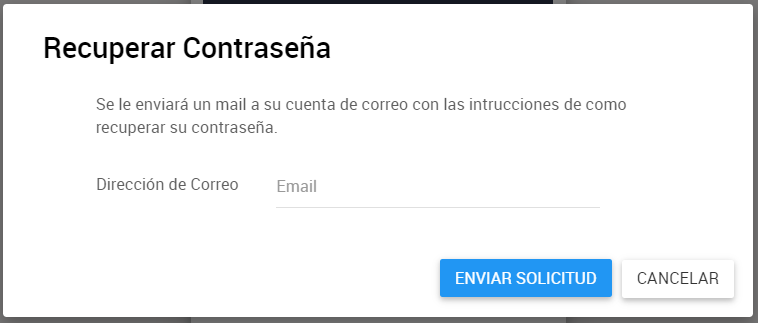 Recuperar Contraseña
Se le enviará un mail a su cuenta de correo con las intrucciones de como
recuperar su contraseña.
Dirección de Correo
Email
ENVIAR SOLICITUD
CANCELAR